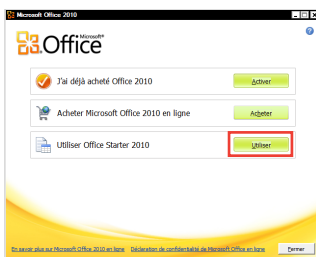 Microsoft Office 2010
Microsoft®
Office
J'ai déjà acheté Office 2010
Activer
Acheter Microsoft Office 2010 en ligne
Acheter
Utiliser Office Starter 2010
Utiliser
En savoir plus sur Microsoft Office 2010 en ligne
Déclaration de confidentialité de Microsoft Office en ligne
Fermer